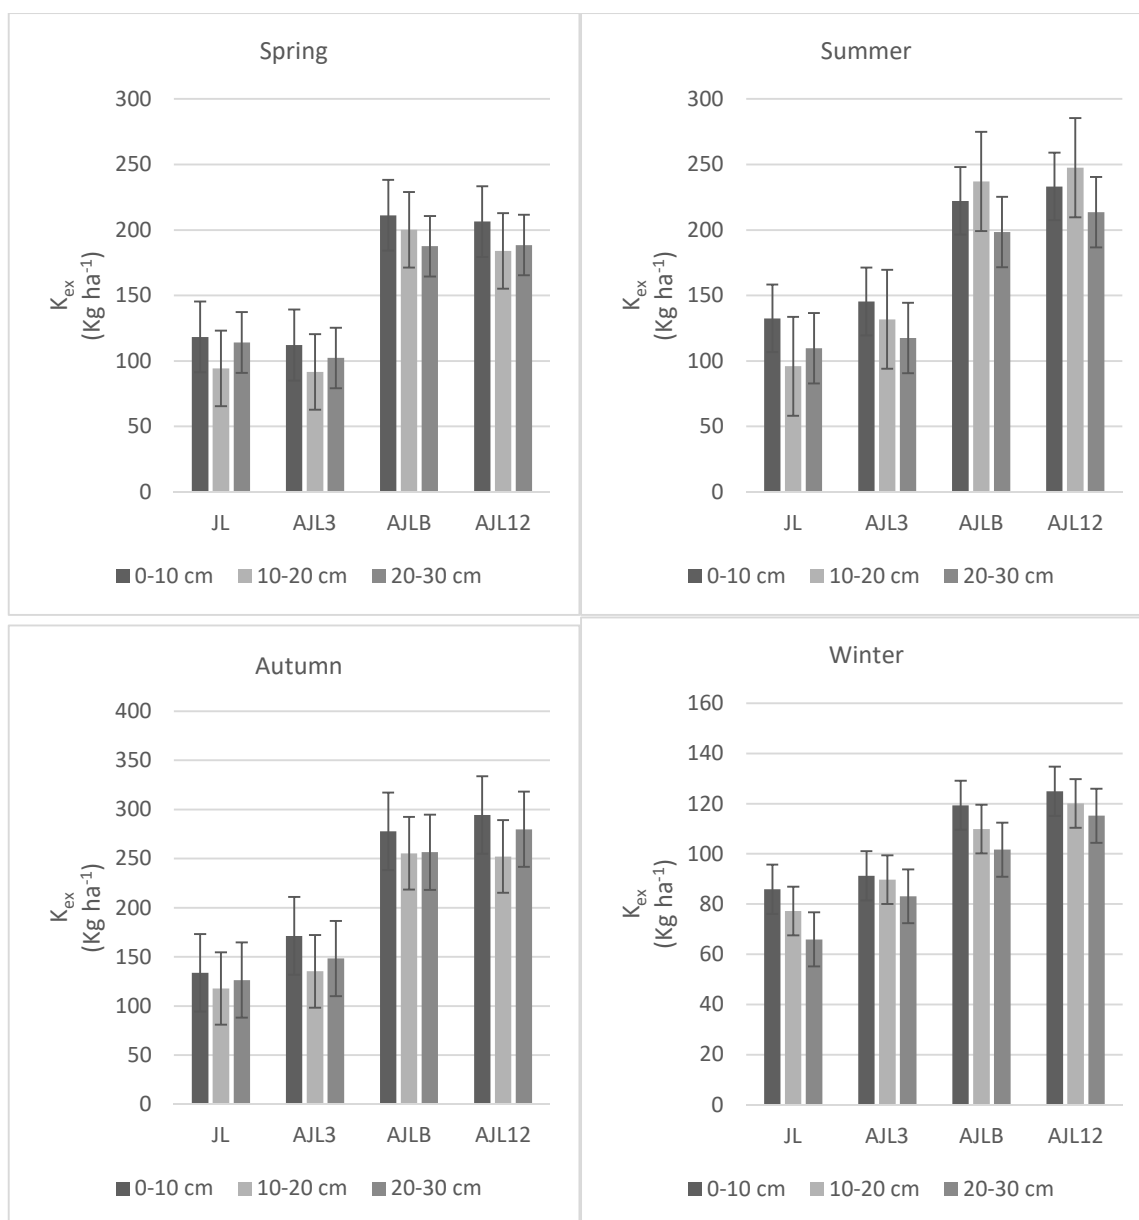 Spring
300
250
200
150
100
50
0
K_ex
(Kg ha⁻¹)
JL AJL3 AJLB AJL12
0-10 cm 10-20 cm 20-30 cm
Summer
300
250
200
150
100
50
0
K_ex
(Kg ha⁻¹)
JL AJL3 AJLB AJL12
0-10 cm 10-20 cm 20-30 cm
Autumn
400
350
300
250
200
150
100
50
0
K_ex
(Kg ha⁻¹)
JL AJL3 AJLB AJL12
0-10 cm 10-20 cm 20-30 cm
Winter
160
140
120
100
80
60
40
20
0
K_ex
(Kg ha⁻¹)
JL AJL3 AJLB AJL12
0-10 cm 10-20 cm 20-30 cm